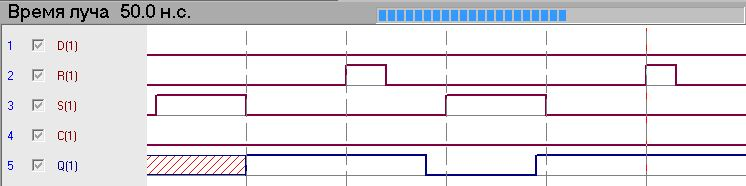 Время луча 50.0 н.с.
1 D(1)
2 R(1)
3 S(1)
4 C(1)
5 Q(1)